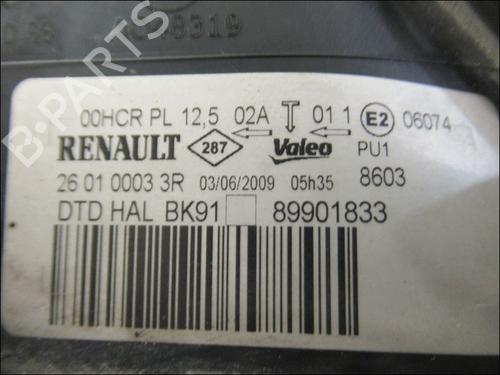 8319
00HCR PL 12,5 02A T 01 1 E2 06074
RENAULT 287 Valeo PU1
26 01 0003 3R 03/06/2009 05h35 8603
DTD HAL BK91 89901833
B-PARTS